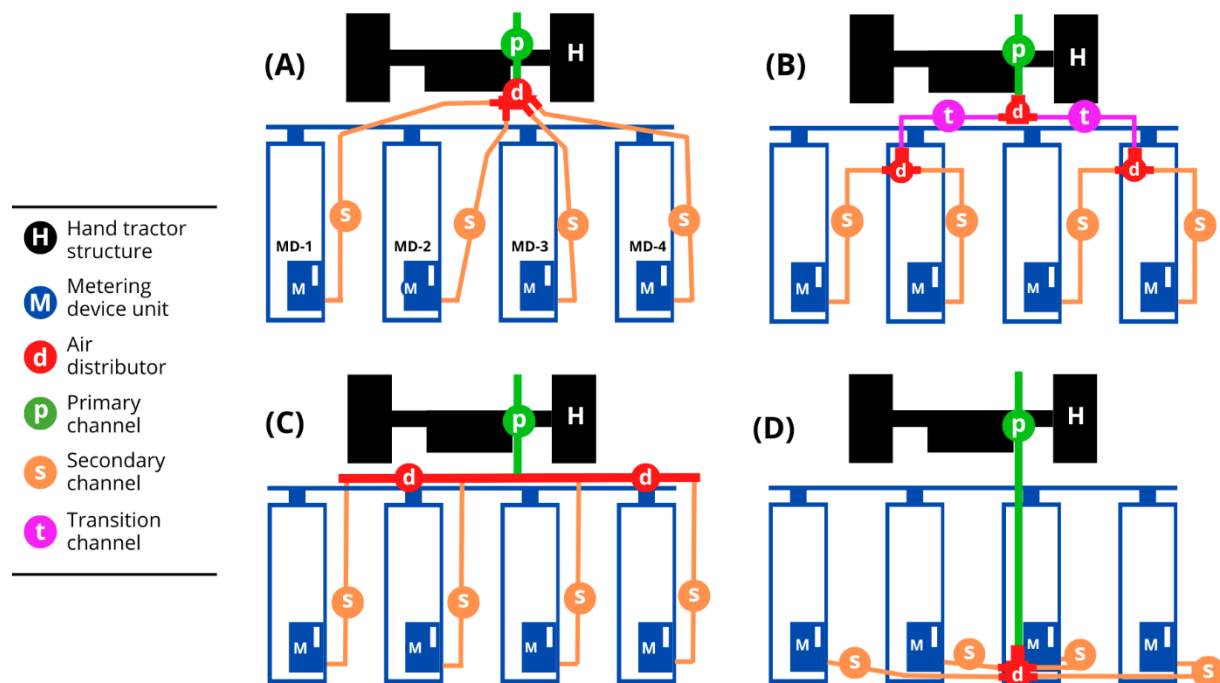 H Hand tractor
structure
M Metering
device unit
d Air
distributor
p Primary
channel
s Secondary
channel
t Transition
channel
(A)
p
H
d
s
s
s
s
MD-1
MD-2
MD-3
MD-4
M
M
M
M
(B)
p
H
t
d
t
d
d
s
s
s
s
M
M
M
M
(C)
p
H
d
d
s
s
s
s
M
M
M
M
(D)
p
H
M
M
M
M
s
s
s
s
d